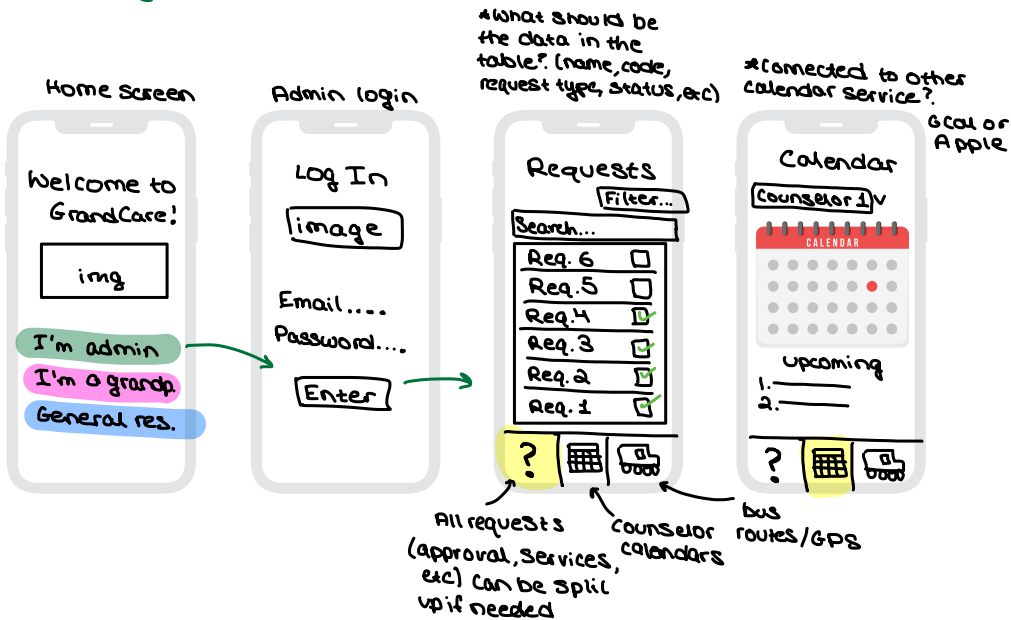 *What should be
the data in the
table? (name, code,
request type, status, etc)
*Connected to other
calendar service?
Gcal or
Apple
Home screen
Admin login
Welcome to
GrandCare!
img
I'm admin
I'm a grandp.
General res.
Log In
image
Email....
Password....
Enter
Requests
Filter...
Search...
Req. 6
Req. 5
Req. 4
Req. 3
Req. 2
Req. 1
?
Calendar
Counselor 1
CALENDAR
upcoming
1.
2.
?
All requests
(approval, services,
etc) can be split
up if needed
Counselor
calendars
bus
routes/GPS